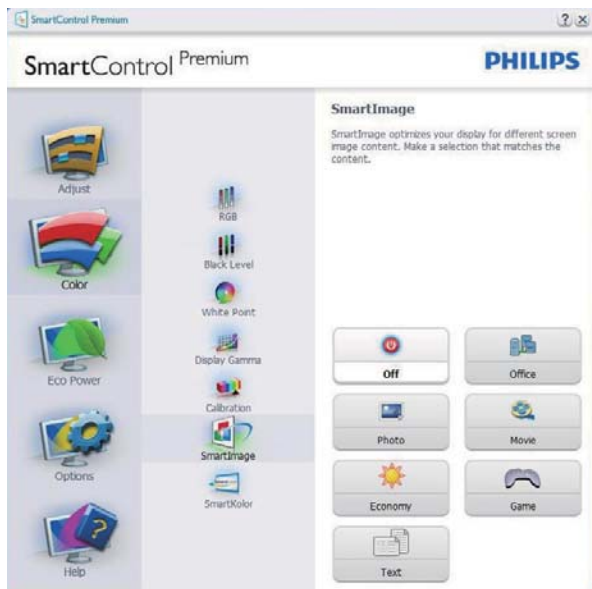 SmartControl Premium
SmartControl Premium
PHILIPS
Adjust
Color
Eco Power
Options
Help
RGB
Black Level
White Point
Display Gamma
Calibration
SmartImage
SmartKolor
SmartImage
SmartImage optimizes your display for different screen
image content. Make a selection that matches the
content.
Off
Office
Photo
Movie
Economy
Game
Text